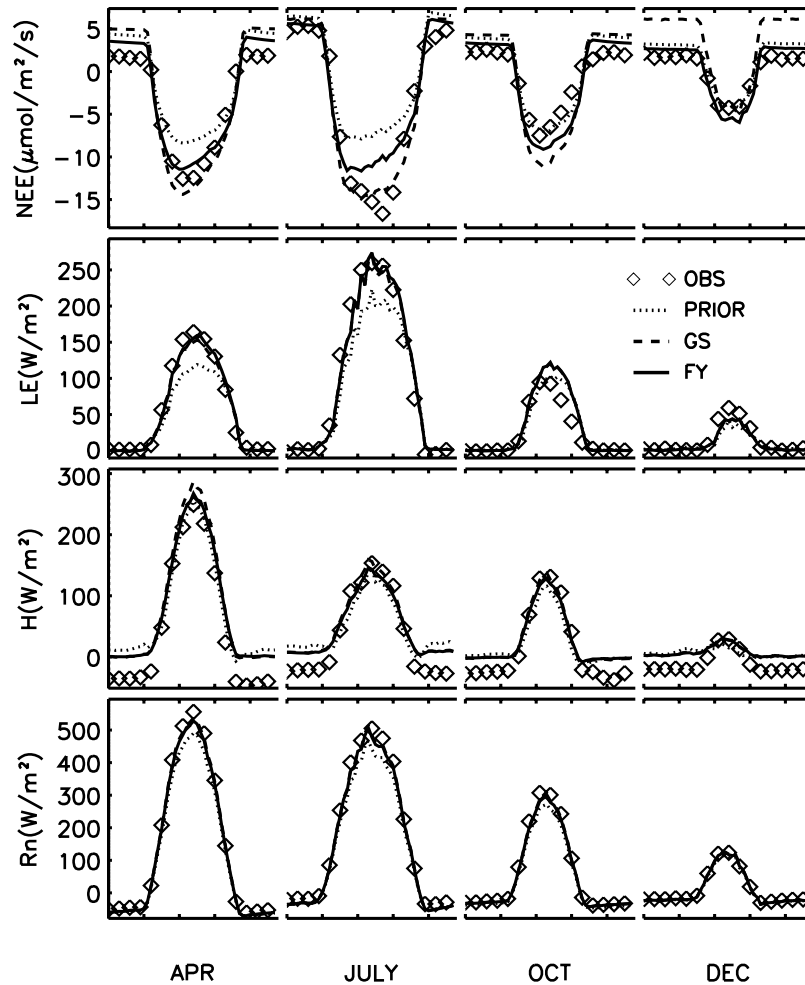 NEE(μmol/m²/s)
5
0
-5
-10
-15
LE(W/m²)
250
200
150
100
50
0
OBS
PRIOR
GS
FY
H(W/m²)
300
200
100
0
Rn(W/m²)
500
400
300
200
100
0
APR JULY OCT DEC